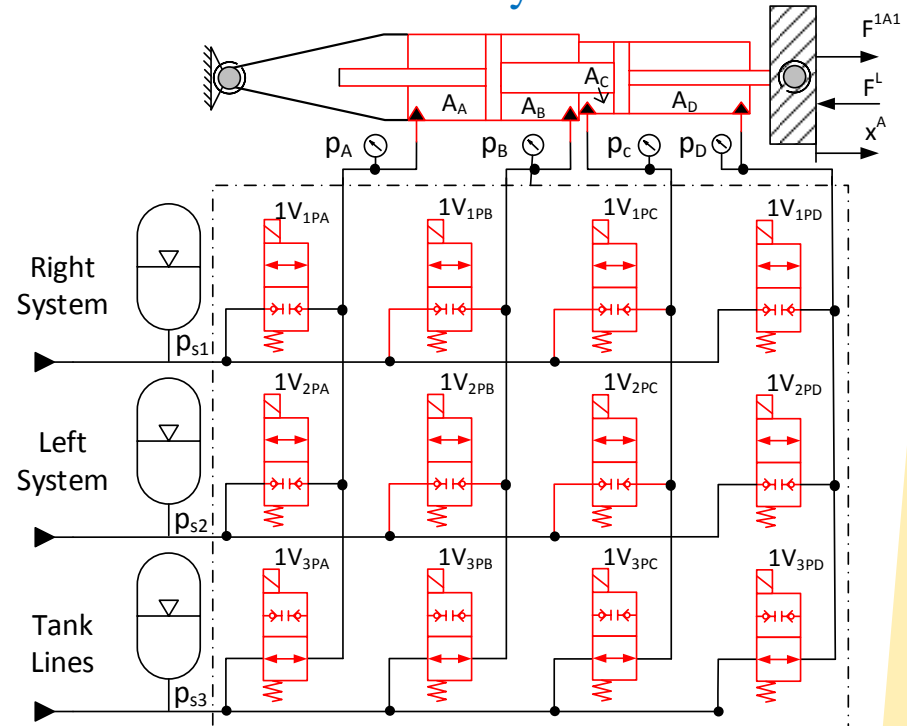 F1A1
FL
xA
AA
AB
AC
AD
pA
pB
pc
pD
1V1PA
1V1PB
1V1PC
1V1PD
Right
System
ps1
1V2PA
1V2PB
1V2PC
1V2PD
Left
System
ps2
1V3PA
1V3PB
1V3PC
1V3PD
Tank
Lines
ps3